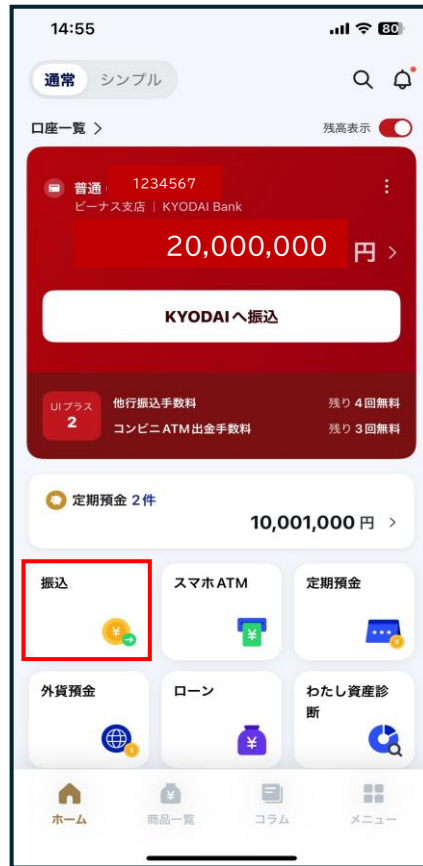 14:55
80
通常 シンプル
口座一覧 >
残高表示
普通 1234567
ビーナス支店 | KYODAI Bank
20,000,000 円 >
KYODAIへ振込
UIプラス
2
他行振込手数料 残り4回無料
コンビニATM出金手数料 残り3回無料
定期預金 2件
10,001,000 円 >
振込 スマホATM 定期預金
外貨預金 ローン わたし資産診
断
ホーム 商品一覧 コラム メニュー